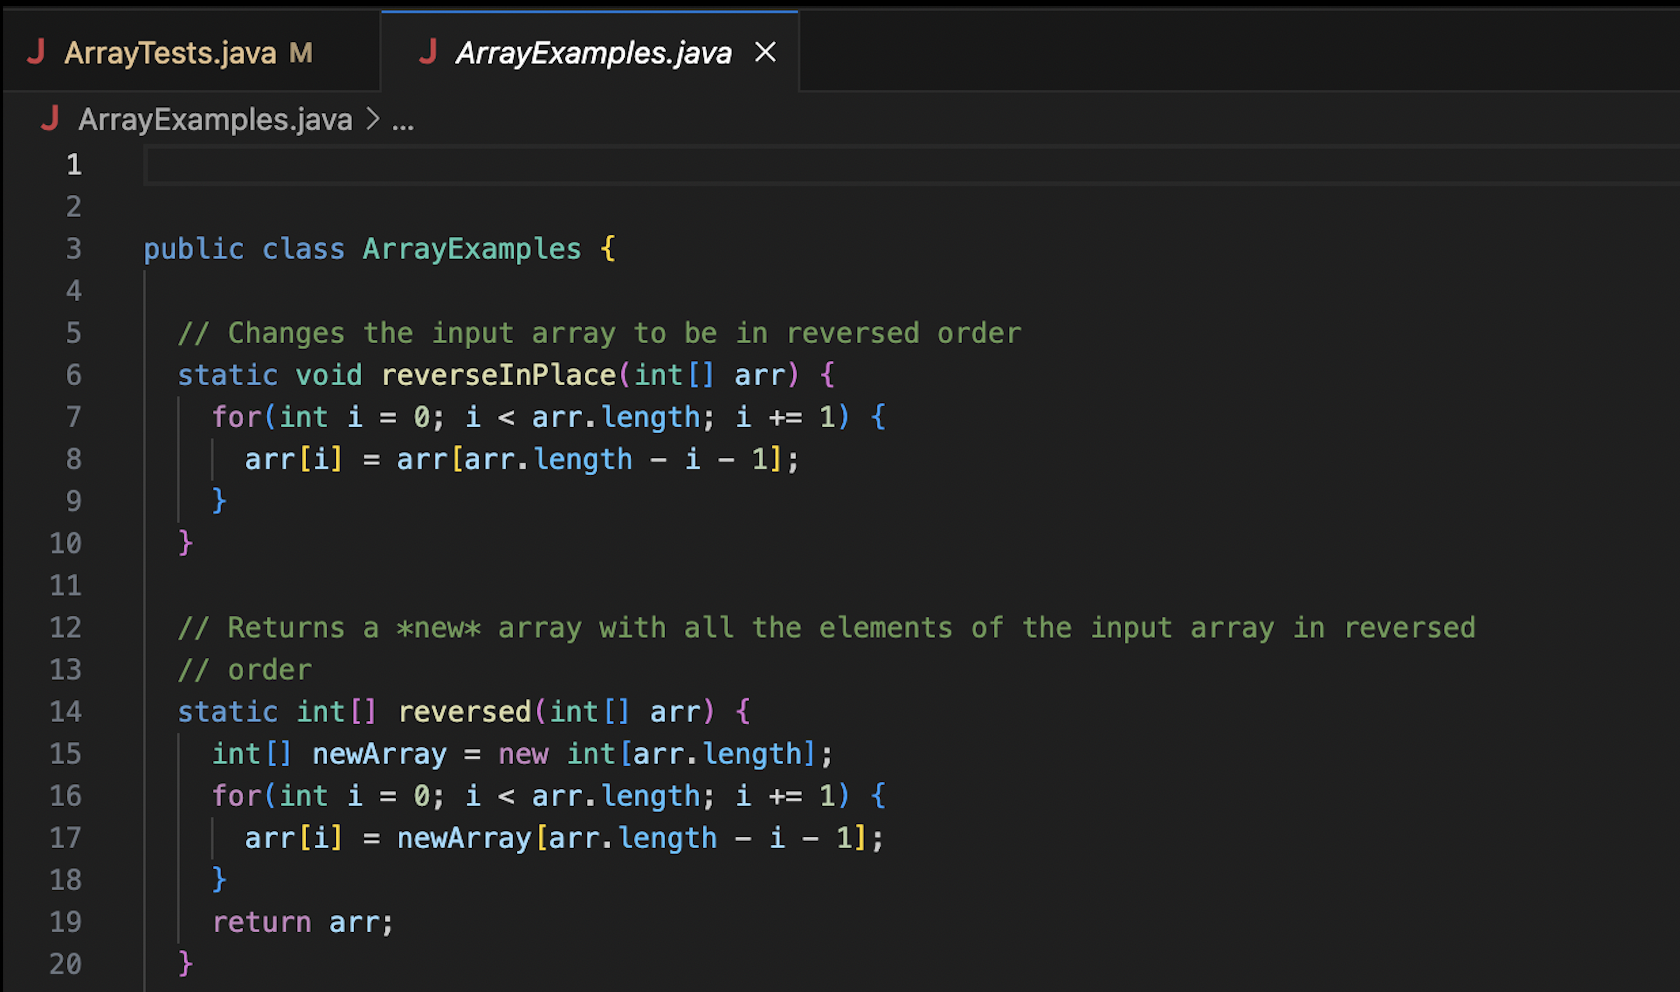 J ArrayTests.java M J ArrayExamples.java ×
J ArrayExamples.java > ...
1
2
3 public class ArrayExamples {
4
5 // Changes the input array to be in reversed order
6 static void reverseInPlace(int[] arr) {
7 for(int i = 0; i < arr.length; i += 1) {
8 arr[i] = arr[arr.length - i - 1];
9 }
10 }
11
12 // Returns a *new* array with all the elements of the input array in reversed
13 // order
14 static int[] reversed(int[] arr) {
15 int[] newArray = new int[arr.length];
16 for(int i = 0; i < arr.length; i += 1) {
17 arr[i] = newArray[arr.length - i - 1];
18 }
19 return arr;
20 }